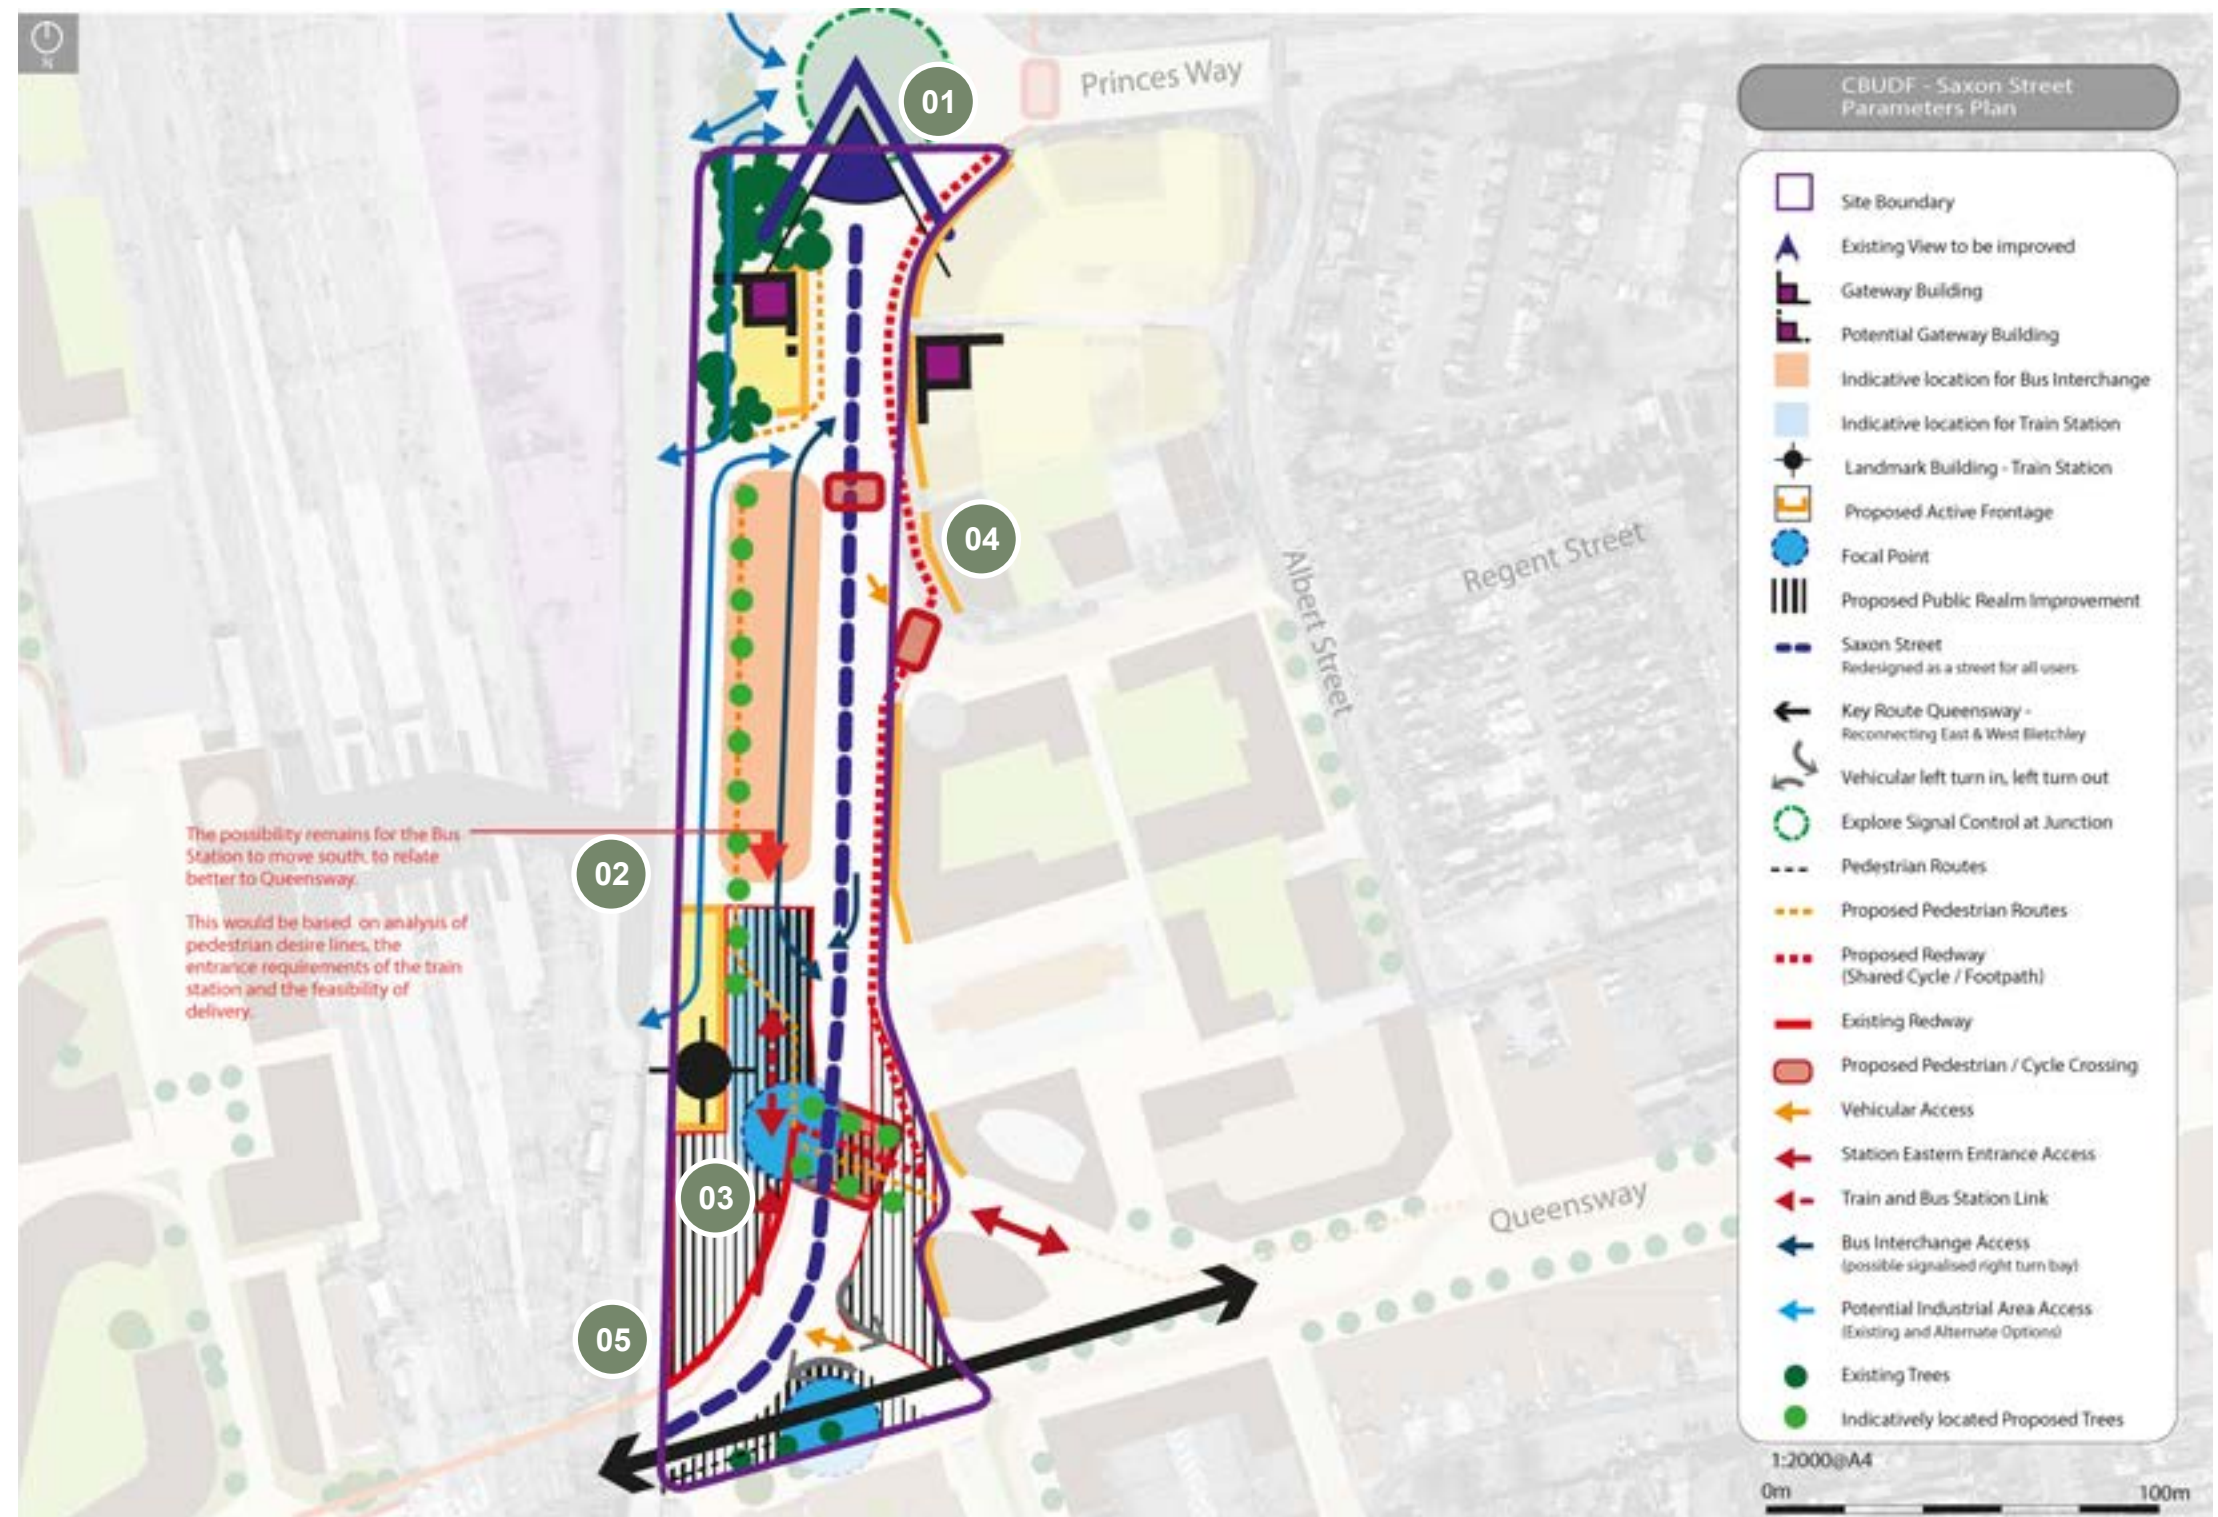 N
01
Princes Way
04
Regent Street
Albert Street
The possibility remains for the Bus
Station to move south, to relate
better to Queensway.
This would be based on analysis of
pedestrian desire lines, the
entrance requirements of the train
station and the feasibility of
delivery.
02
03
05
Queensway
CBUDF - Saxon Street
Parameters Plan
Site Boundary
Existing View to be improved
Gateway Building
Potential Gateway Building
Indicative location for Bus Interchange
Indicative location for Train Station
Landmark Building - Train Station
Proposed Active Frontage
Focal Point
Proposed Public Realm Improvement
Saxon Street
Redesigned as a street for all users
Key Route Queensway -
Reconnecting East & West Bletchley
Vehicular left turn in, left turn out
Explore Signal Control at Junction
Pedestrian Routes
Proposed Pedestrian Routes
Proposed Redway
(Shared Cycle / Footpath)
Existing Redway
Proposed Pedestrian / Cycle Crossing
Vehicular Access
Station Eastern Entrance Access
Train and Bus Station Link
Bus Interchange Access
(possible signalised right turn bay)
Potential Industrial Area Access
(Existing and Alternate Options)
Existing Trees
Indicatively located Proposed Trees
1:2000@A4
0m 100m